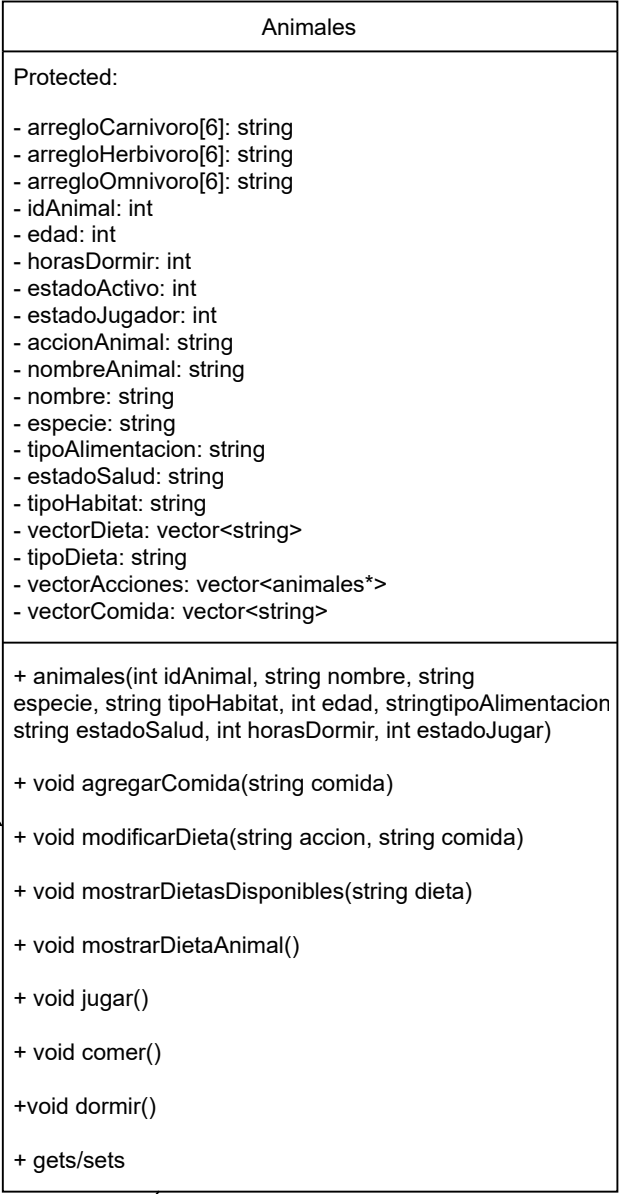 Animales
Protected:
- arregloCarnivoro[6]: string
- arregloHerbivoro[6]: string
- arregloOmnivoro[6]: string
- idAnimal: int
- edad: int
- horasDormir: int
- estadoActivo: int
- estadoJugador: int
- accionAnimal: string
- nombreAnimal: string
- nombre: string
- especie: string
- tipoAlimentacion: string
- estadoSalud: string
- tipoHabitat: string
- vectorDieta: vector<string>
- tipoDieta: string
- vectorAcciones: vector<animales*>
- vectorComida: vector<string>
+ animales(int idAnimal, string nombre, string
especie, string tipoHabitat, int edad, stringtipoAlimentacion
string estadoSalud, int horasDormir, int estadoJugar)
+ void agregarComida(string comida)
+ void modificarDieta(string accion, string comida)
+ void mostrarDietasDisponibles(string dieta)
+ void mostrarDietaAnimal()
+ void jugar()
+ void comer()
+void dormir()
+ gets/sets